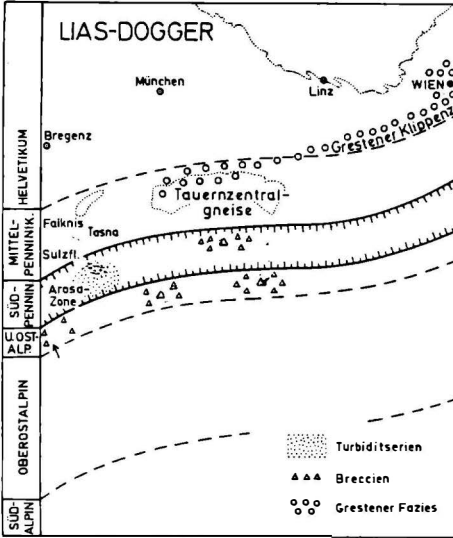 LIAS-DOGGER
München
Linz
WIEN
Bregenz
Grestener Klippenz.
Tauernzentral-
gneise
Falknis
Tasna
Sulzfl.
Arosa-
Zone
HELVETIKUM
MITTEL-
PENNINIK.
SÜD-
PENNIN
U.OST-
ALP.
OBEROSTALPIN
SÜD-
ALPIN
Turbiditserien
Breccien
Grestener Fazies